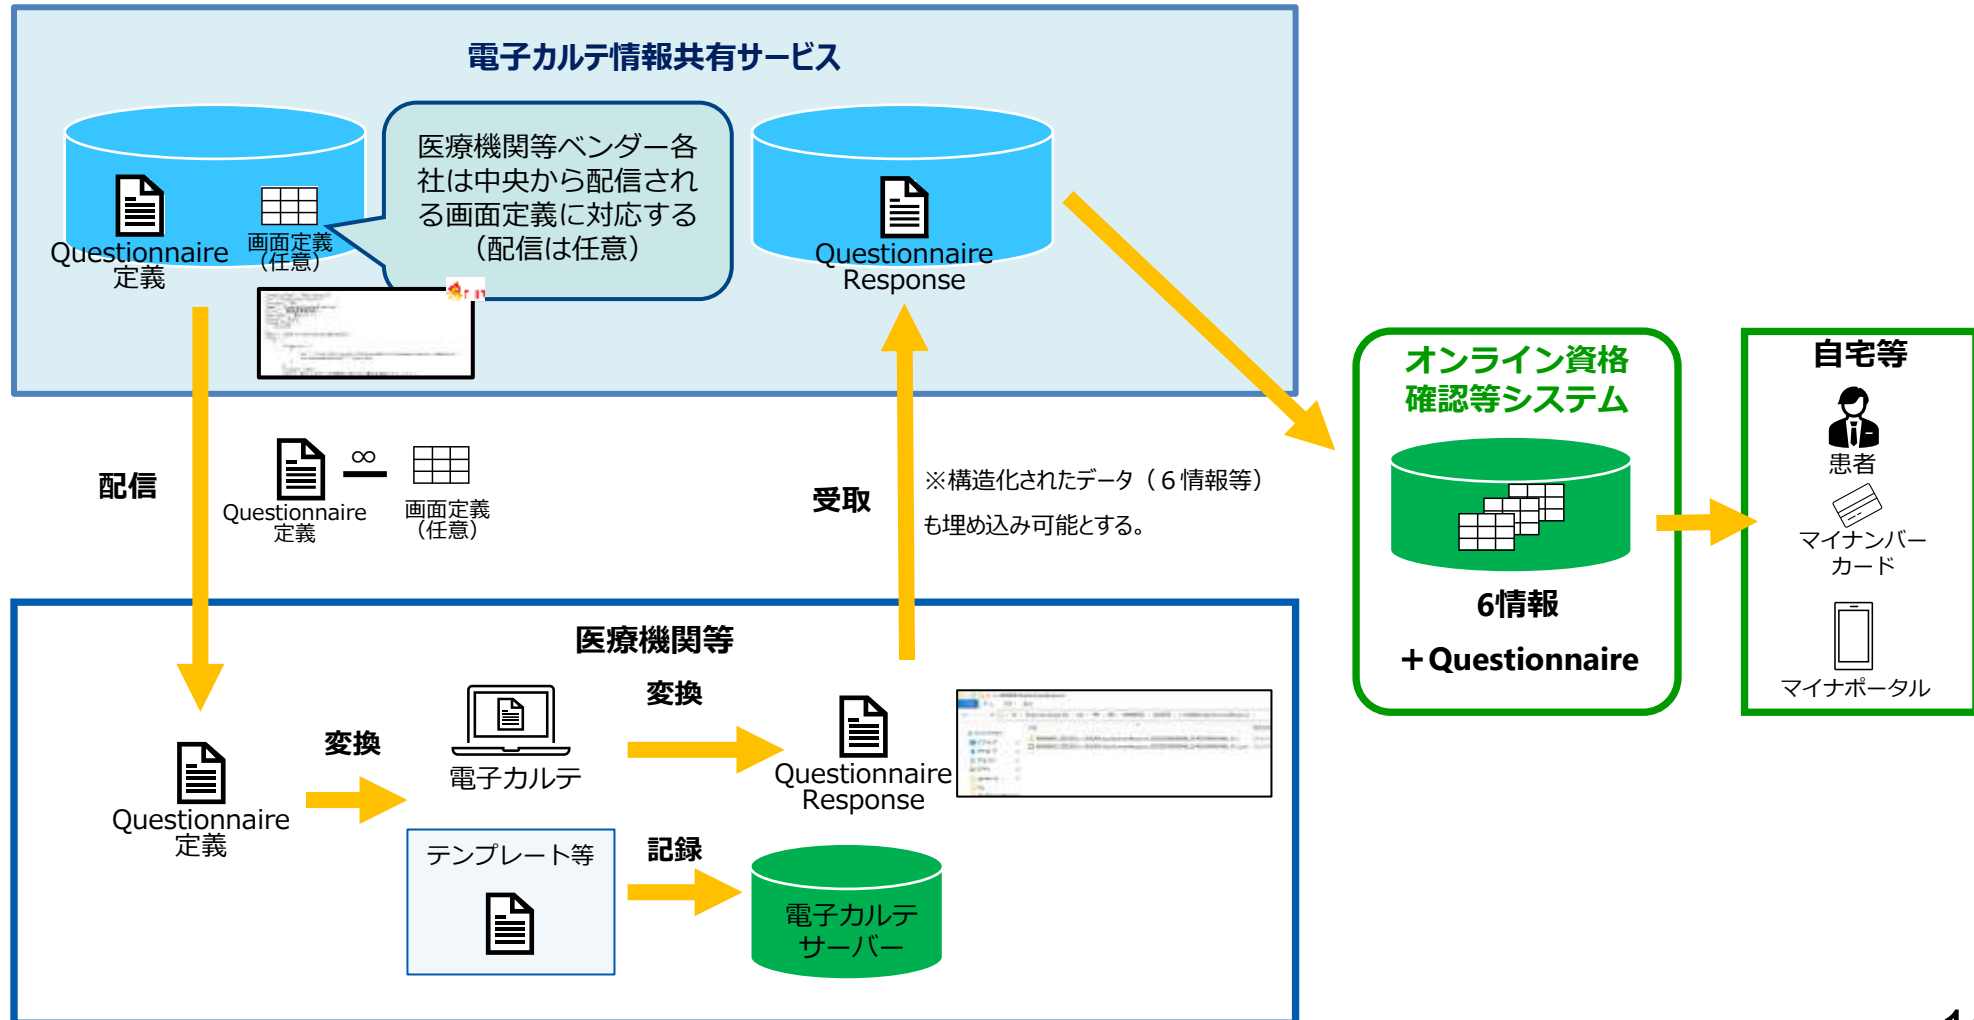 電子カルテ情報共有サービス
医療機関等ベンダー各
社は中央から配信され
る画面定義に対応する
（配信は任意）
Questionnaire
定義
画面定義
（任意）
Questionnaire
Response
配信
∞
Questionnaire
定義
画面定義
（任意）
受取
※構造化されたデータ（６情報等）
も埋め込み可能とする。
オンライン資格
確認等システム
6情報
＋Questionnaire
自宅等
患者
マイナンバー
カード
マイナポータル
医療機関等
Questionnaire
定義
変換
電子カルテ
変換
Questionnaire
Response
テンプレート等
記録
電子カルテ
サーバー